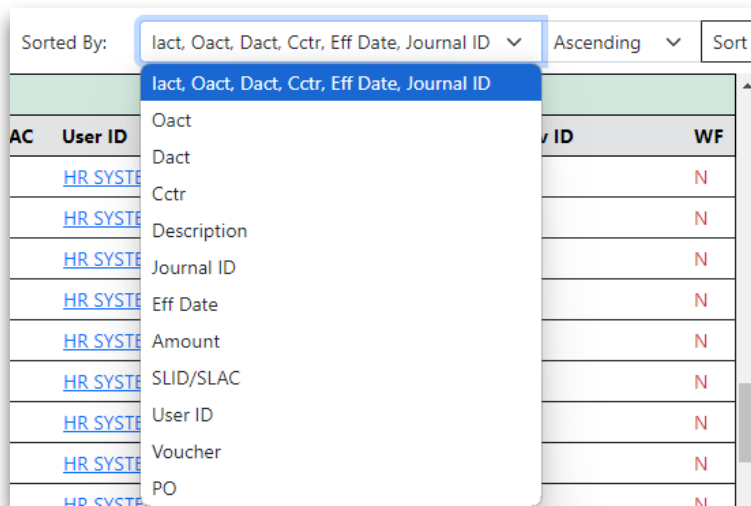 Sorted By:
Iact, Oact, Dact, Cctr, Eff Date, Journal ID
Ascending
Sort
Iact, Oact, Dact, Cctr, Eff Date, Journal ID
AC
User ID
Oact
v ID
WF
Dact
HR SYSTE
N
Cctr
HR SYSTE
N
Description
HR SYSTE
N
Journal ID
HR SYSTE
N
Eff Date
HR SYSTE
N
Amount
HR SYSTE
N
SLID/SLAC
HR SYSTE
N
User ID
HR SYSTE
N
Voucher
HR SYSTE
N
PO